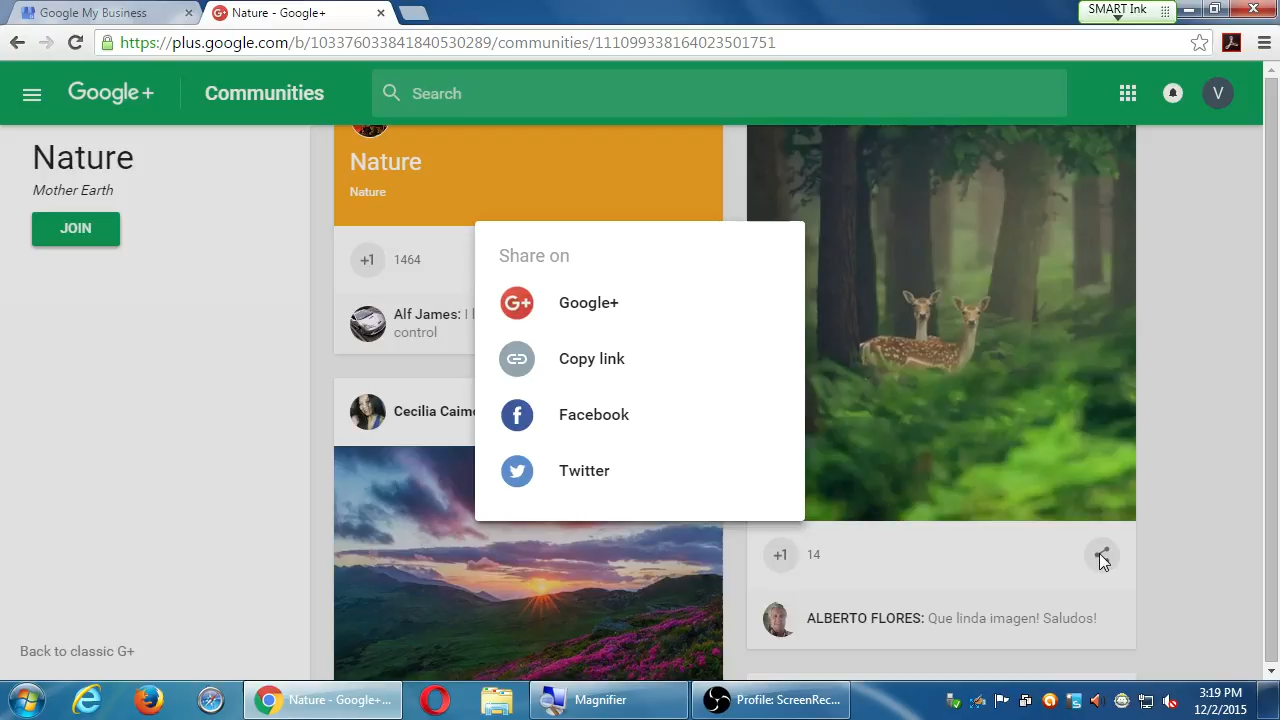 Google My Business
Nature - Google+
SMART Ink
https://plus.google.com/b/103376033841840530289/communities/111099338164023501751
Google+
Communities
Search
V
Nature
Mother Earth
JOIN
Nature
Nature
+1 1464
Alf James: I
control
Cecilia Caim
Share on
G+ Google+
Copy link
Facebook
Twitter
+1 14
ALBERTO FLORES: Que linda imagen! Saludos!
Back to classic G+
Nature - Google+...
Magnifier
Profile: ScreenRec...
3:19 PM
12/2/2015